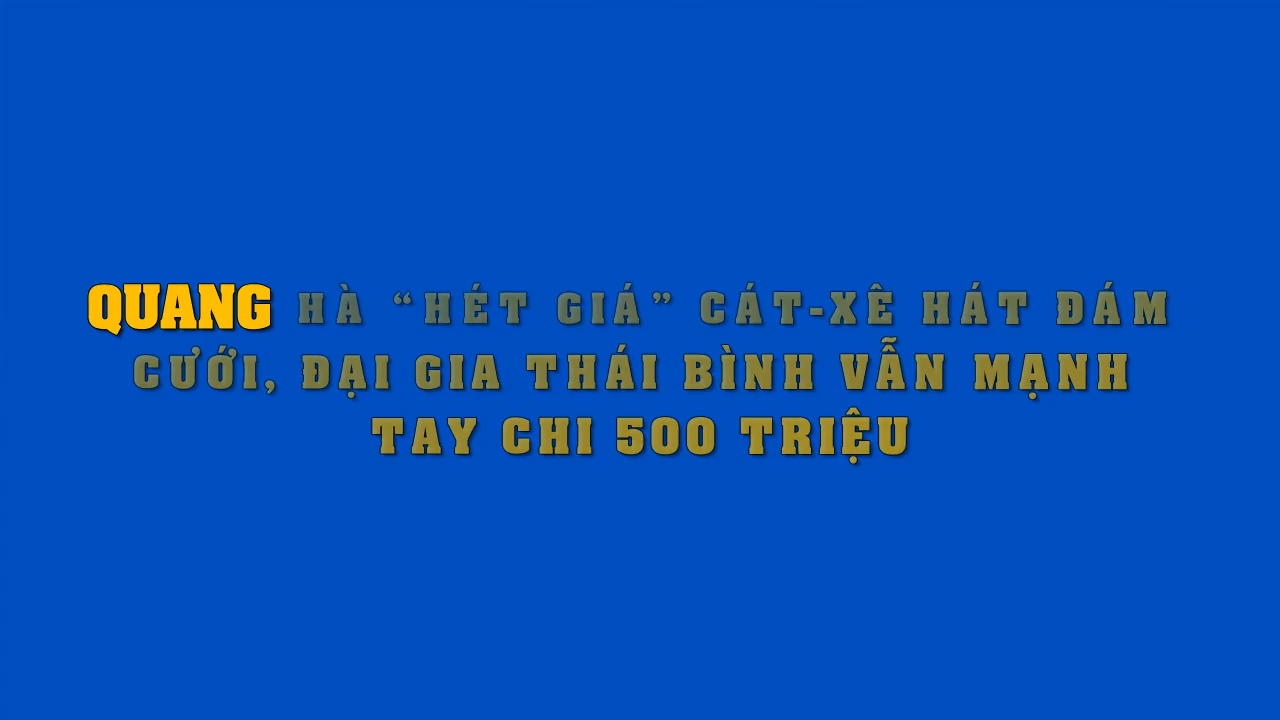 QUANG HÀ “HÉT GIÁ” CÁT-XÊ HÁT ĐÁM
CƯỚI, ĐẠI GIA THÁI BÌNH VẪN MẠNH
TAY CHI 500 TRIỆU